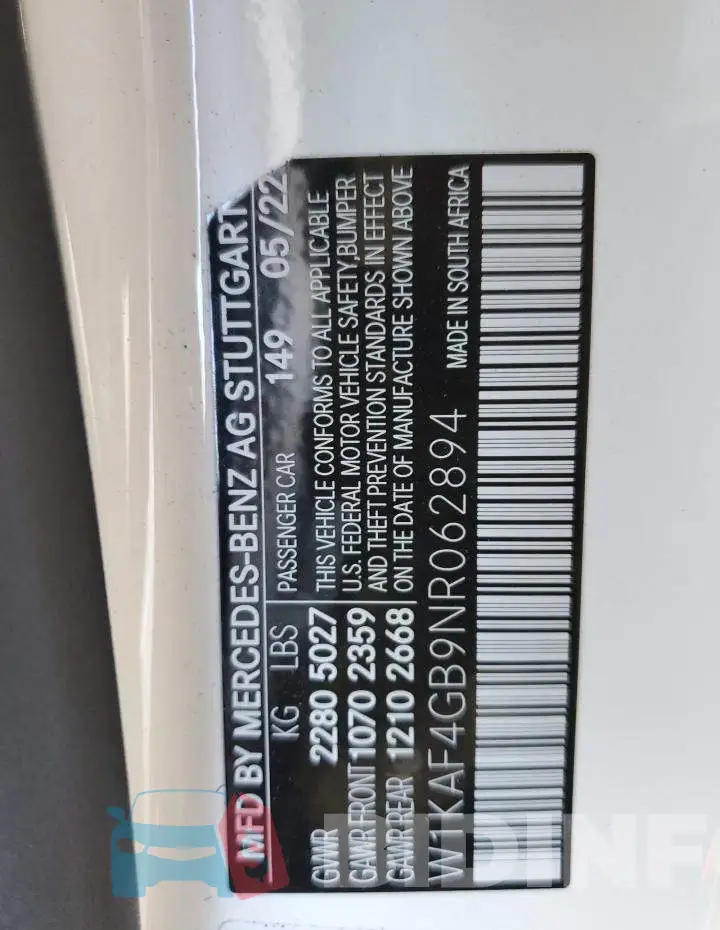 MFD BY MERCEDES-BENZ AG STUTTGART
KG LBS PASSENGER CAR 149 05/22
GVWR 2280 5027 THIS VEHICLE CONFORMS TO ALL APPLICABLE
GAWR FRONT 1070 2359 U.S. FEDERAL MOTOR VEHICLE SAFETY, BUMPER
GAWR REAR 1210 2668 AND THEFT PREVENTION STANDARDS IN EFFECT
ON THE DATE OF MANUFACTURE SHOWN ABOVE
W1KAF4GB9NR062894 MADE IN SOUTH AFRICA
BIDINF